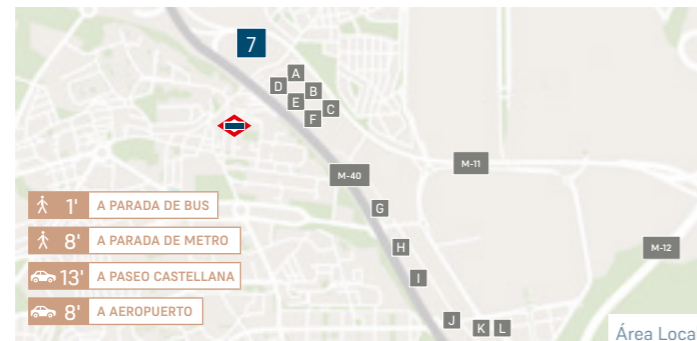 7
A
D
B
E
C
F
M-11
M-40
1' A PARADA DE BUS
G
8' A PARADA DE METRO
H
M-12
13' A PASEO CASTELLANA
I
8' A AEROPUERTO
J
K
L
Área Loca